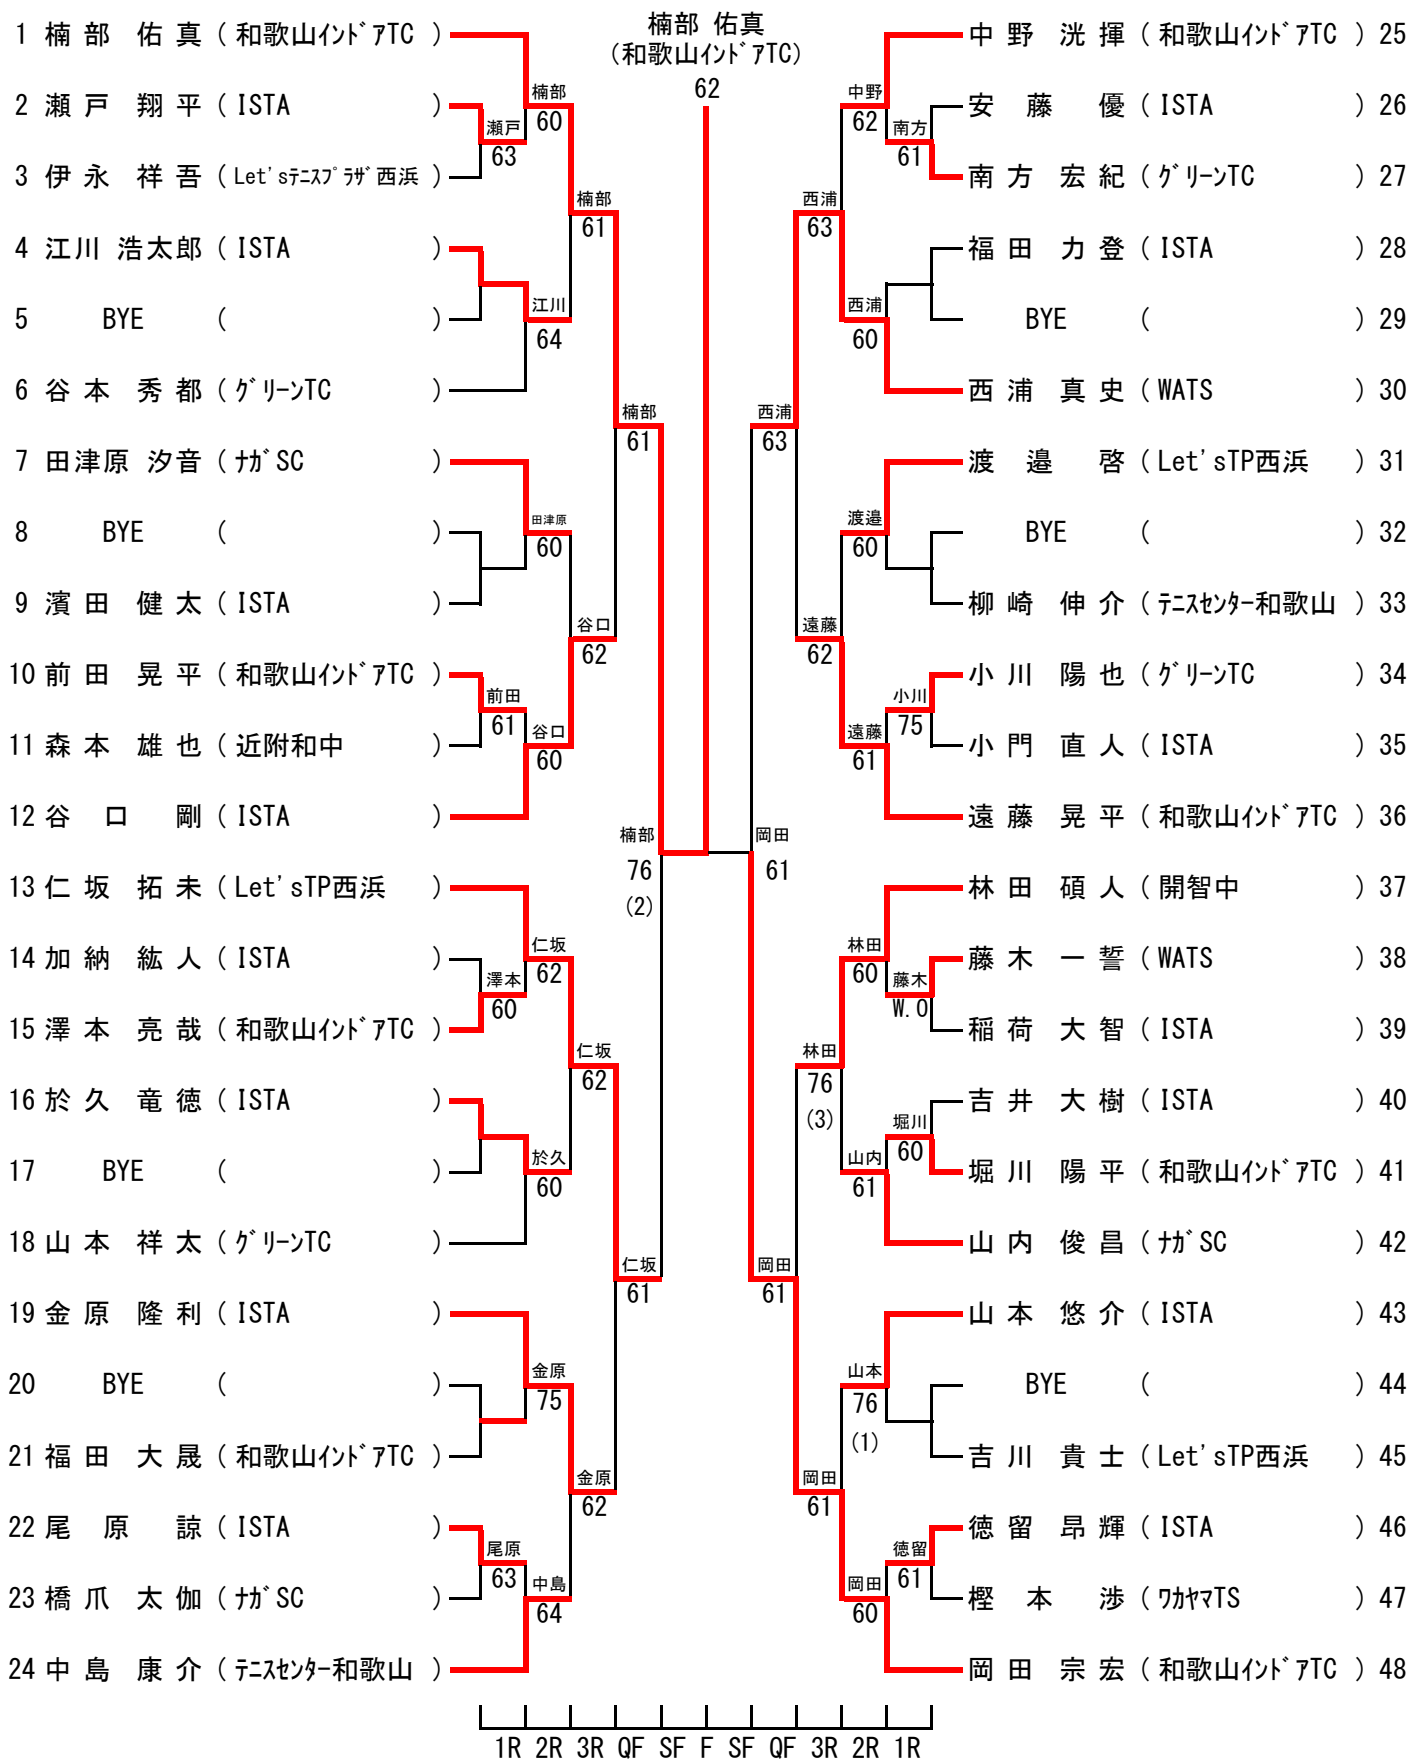 楠部 佑真
(和歌山インドアTC)
62
1 楠部 佑真 (和歌山インドアTC)
2 瀬戸 翔平 (ISTA)
3 伊永 祥吾 (Let'sテニスプラザ西浜)
4 江川 浩太郎 (ISTA)
5 BYE ( )
6 谷本 秀都 (グリーンTC)
7 田津原 汐音 (ナガSC)
8 BYE ( )
9 濱田 健太 (ISTA)
10 前田 晃平 (和歌山インドアTC)
11 森本 雄也 (近附和中)
12 谷口 剛 (ISTA)
13 仁坂 拓未 (Let'sTP西浜)
14 加納 紘人 (ISTA)
15 澤本 亮哉 (和歌山インドアTC)
16 於久 竜徳 (ISTA)
17 BYE ( )
18 山本 祥太 (グリーンTC)
19 金原 隆利 (ISTA)
20 BYE ( )
21 福田 大晟 (和歌山インドアTC)
22 尾原 諒 (ISTA)
23 橋爪 太伽 (ナガSC)
24 中島 康介 (テニスセンター和歌山)
瀬戸
63
前田
61
澤本
60
尾原
63
楠部
60
江川
64
田津原
60
谷口
60
仁坂
62
於久
60
金原
75
中島
64
楠部
61
谷口
62
仁坂
62
金原
62
楠部
61
仁坂
61
楠部
76
(2)
岡田
61
西浦
63
岡田
61
西浦
63
遠藤
62
林田
76
(3)
岡田
61
中野
62
西浦
60
渡邉
60
遠藤
61
林田
60
山内
61
山本
76
(1)
岡田
60
南方
61
小川
75
藤木
W.O
堀川
60
徳留
61
中野 洸揮 (和歌山インドアTC) 25
安藤 優 (ISTA) 26
南方 宏紀 (グリーンTC) 27
福田 力登 (ISTA) 28
BYE ( ) 29
西浦 真史 (WATS) 30
渡邉 啓 (Let'sTP西浜) 31
BYE ( ) 32
柳崎 伸介 (テニスセンター和歌山) 33
小川 陽也 (グリーンTC) 34
小門 直人 (ISTA) 35
遠藤 晃平 (和歌山インドアTC) 36
林田 碩人 (開智中) 37
藤木 一誓 (WATS) 38
稲荷 大智 (ISTA) 39
吉井 大樹 (ISTA) 40
堀川 陽平 (和歌山インドアTC) 41
山内 俊昌 (ナガSC) 42
山本 悠介 (ISTA) 43
BYE ( ) 44
吉川 貴士 (Let'sTP西浜) 45
徳留 昂輝 (ISTA) 46
樫本 渉 (ワカヤマTS) 47
岡田 宗宏 (和歌山インドアTC) 48
1R 2R 3R QF SF F SF QF 3R 2R 1R